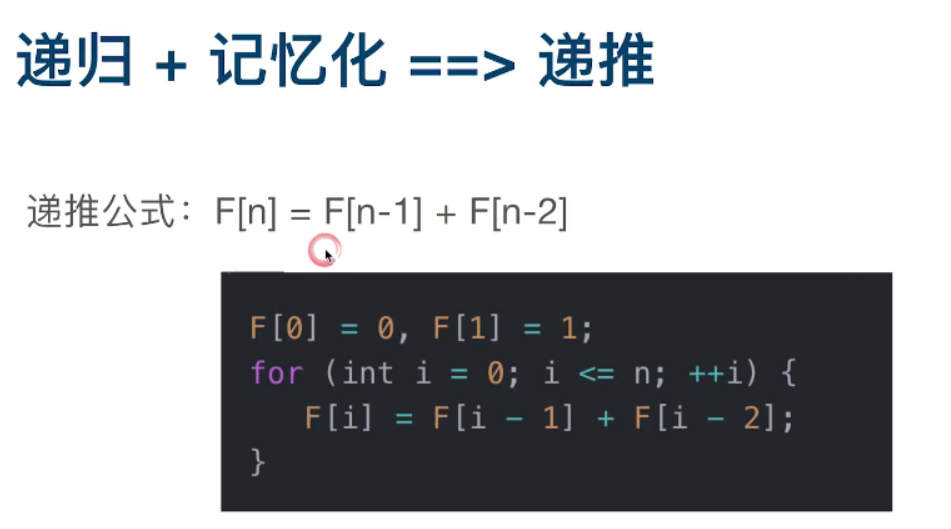 递归 + 记忆化 ==> 递推
递推公式：F[n] = F[n-1] + F[n-2]
F[0] = 0, F[1] = 1;
for (int i = 0; i <= n; ++i) {
F[i] = F[i - 1] + F[i - 2];
}